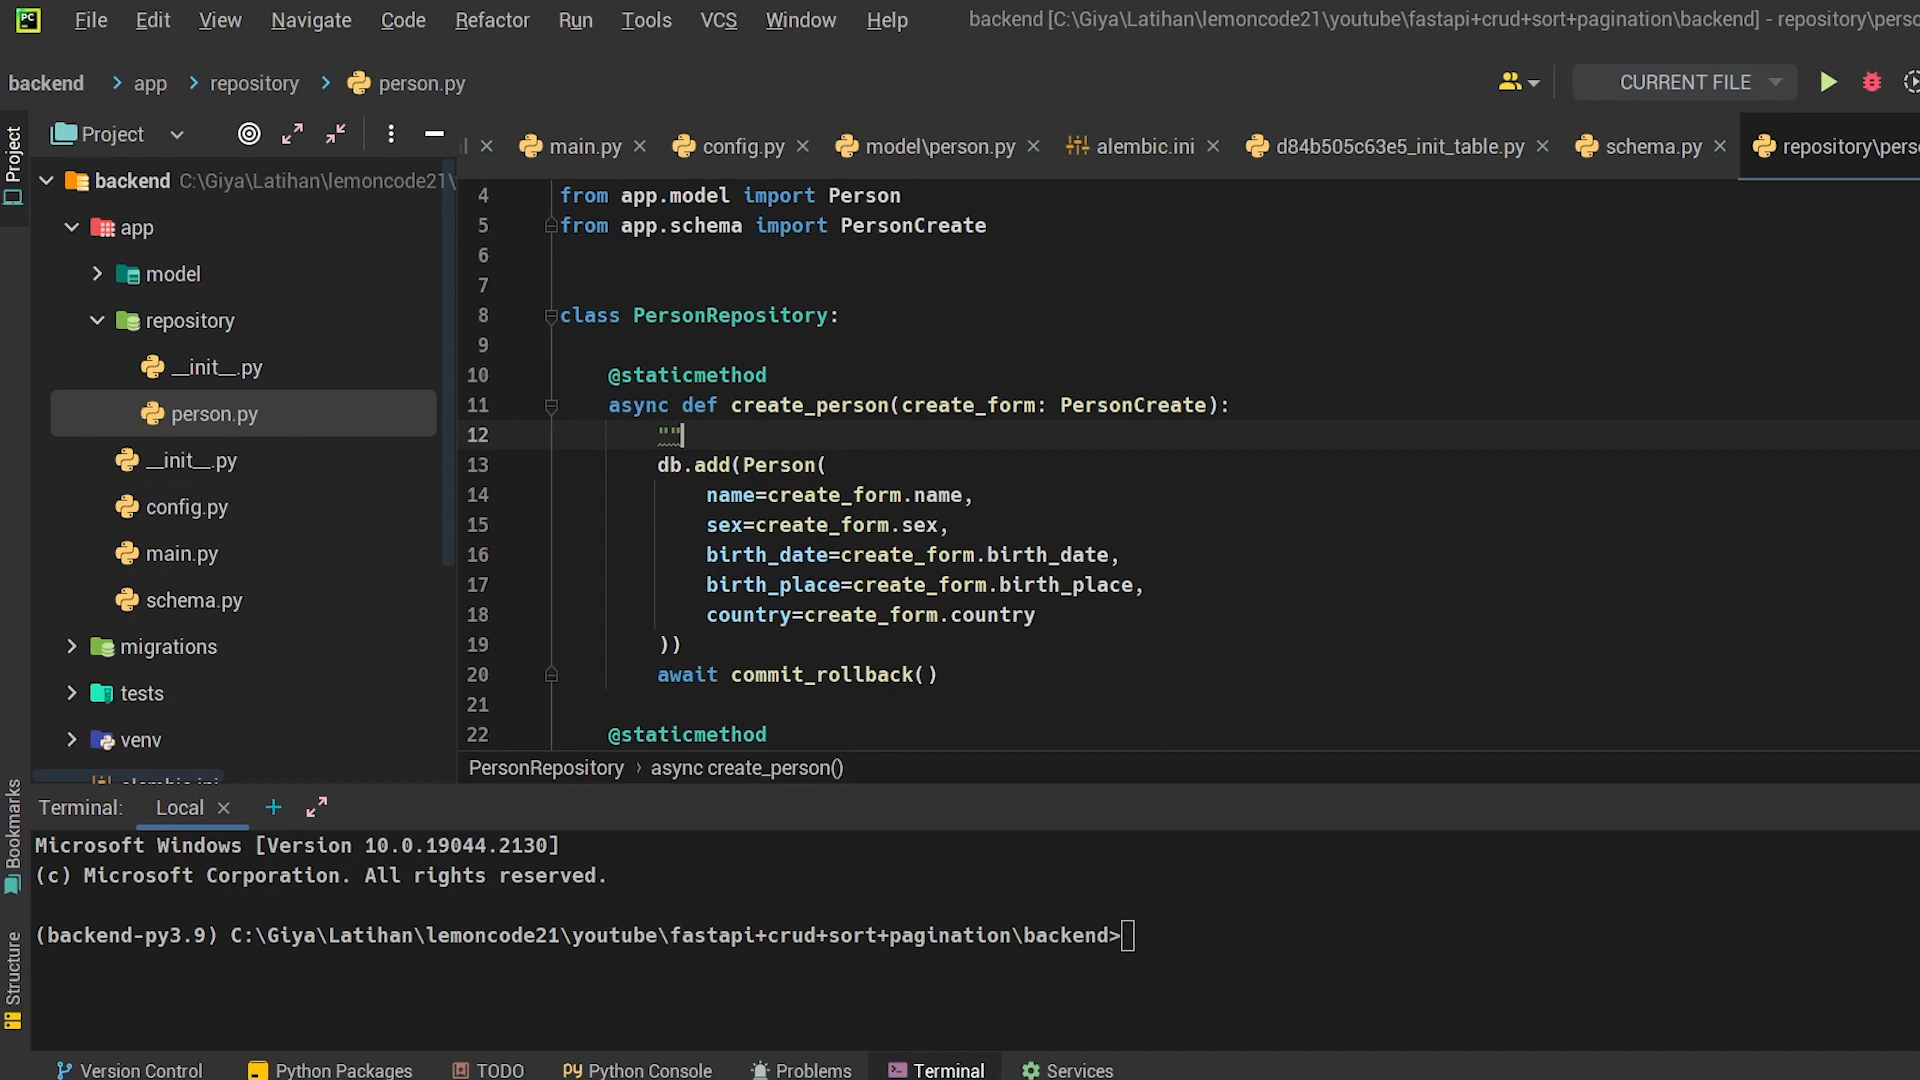 PC File Edit View Navigate Code Refactor Run Tools VCS Window Help backend [C:\Giya\Latihan\lemoncode21\youtube\fastapi+crud+sort+pagination\backend] - repository\perso
backend app repository person.py CURRENT FILE
Project
Project
main.py config.py model\person.py alembic.ini d84b505c63e5_init_table.py schema.py repository\perso
backend C:\Giya\Latihan\lemoncode21\
app
model
repository
__init__.py
person.py
__init__.py
config.py
main.py
schema.py
migrations
tests
venv
alembic.ini
4 from app.model import Person
5 from app.schema import PersonCreate
6
7
8 class PersonRepository:
9
10 @staticmethod
11 async def create_person(create_form: PersonCreate):
12 ""
13 db.add(Person(
14 name=create_form.name,
15 sex=create_form.sex,
16 birth_date=create_form.birth_date,
17 birth_place=create_form.birth_place,
18 country=create_form.country
19 ))
20 await commit_rollback()
21
22 @staticmethod
PersonRepository › async create_person()
Bookmarks
Structure
Terminal: Local
Microsoft Windows [Version 10.0.19044.2130]
(c) Microsoft Corporation. All rights reserved.
(backend-py3.9) C:\Giya\Latihan\lemoncode21\youtube\fastapi+crud+sort+pagination\backend>
Version Control Python Packages TODO Python Console Problems Terminal Services